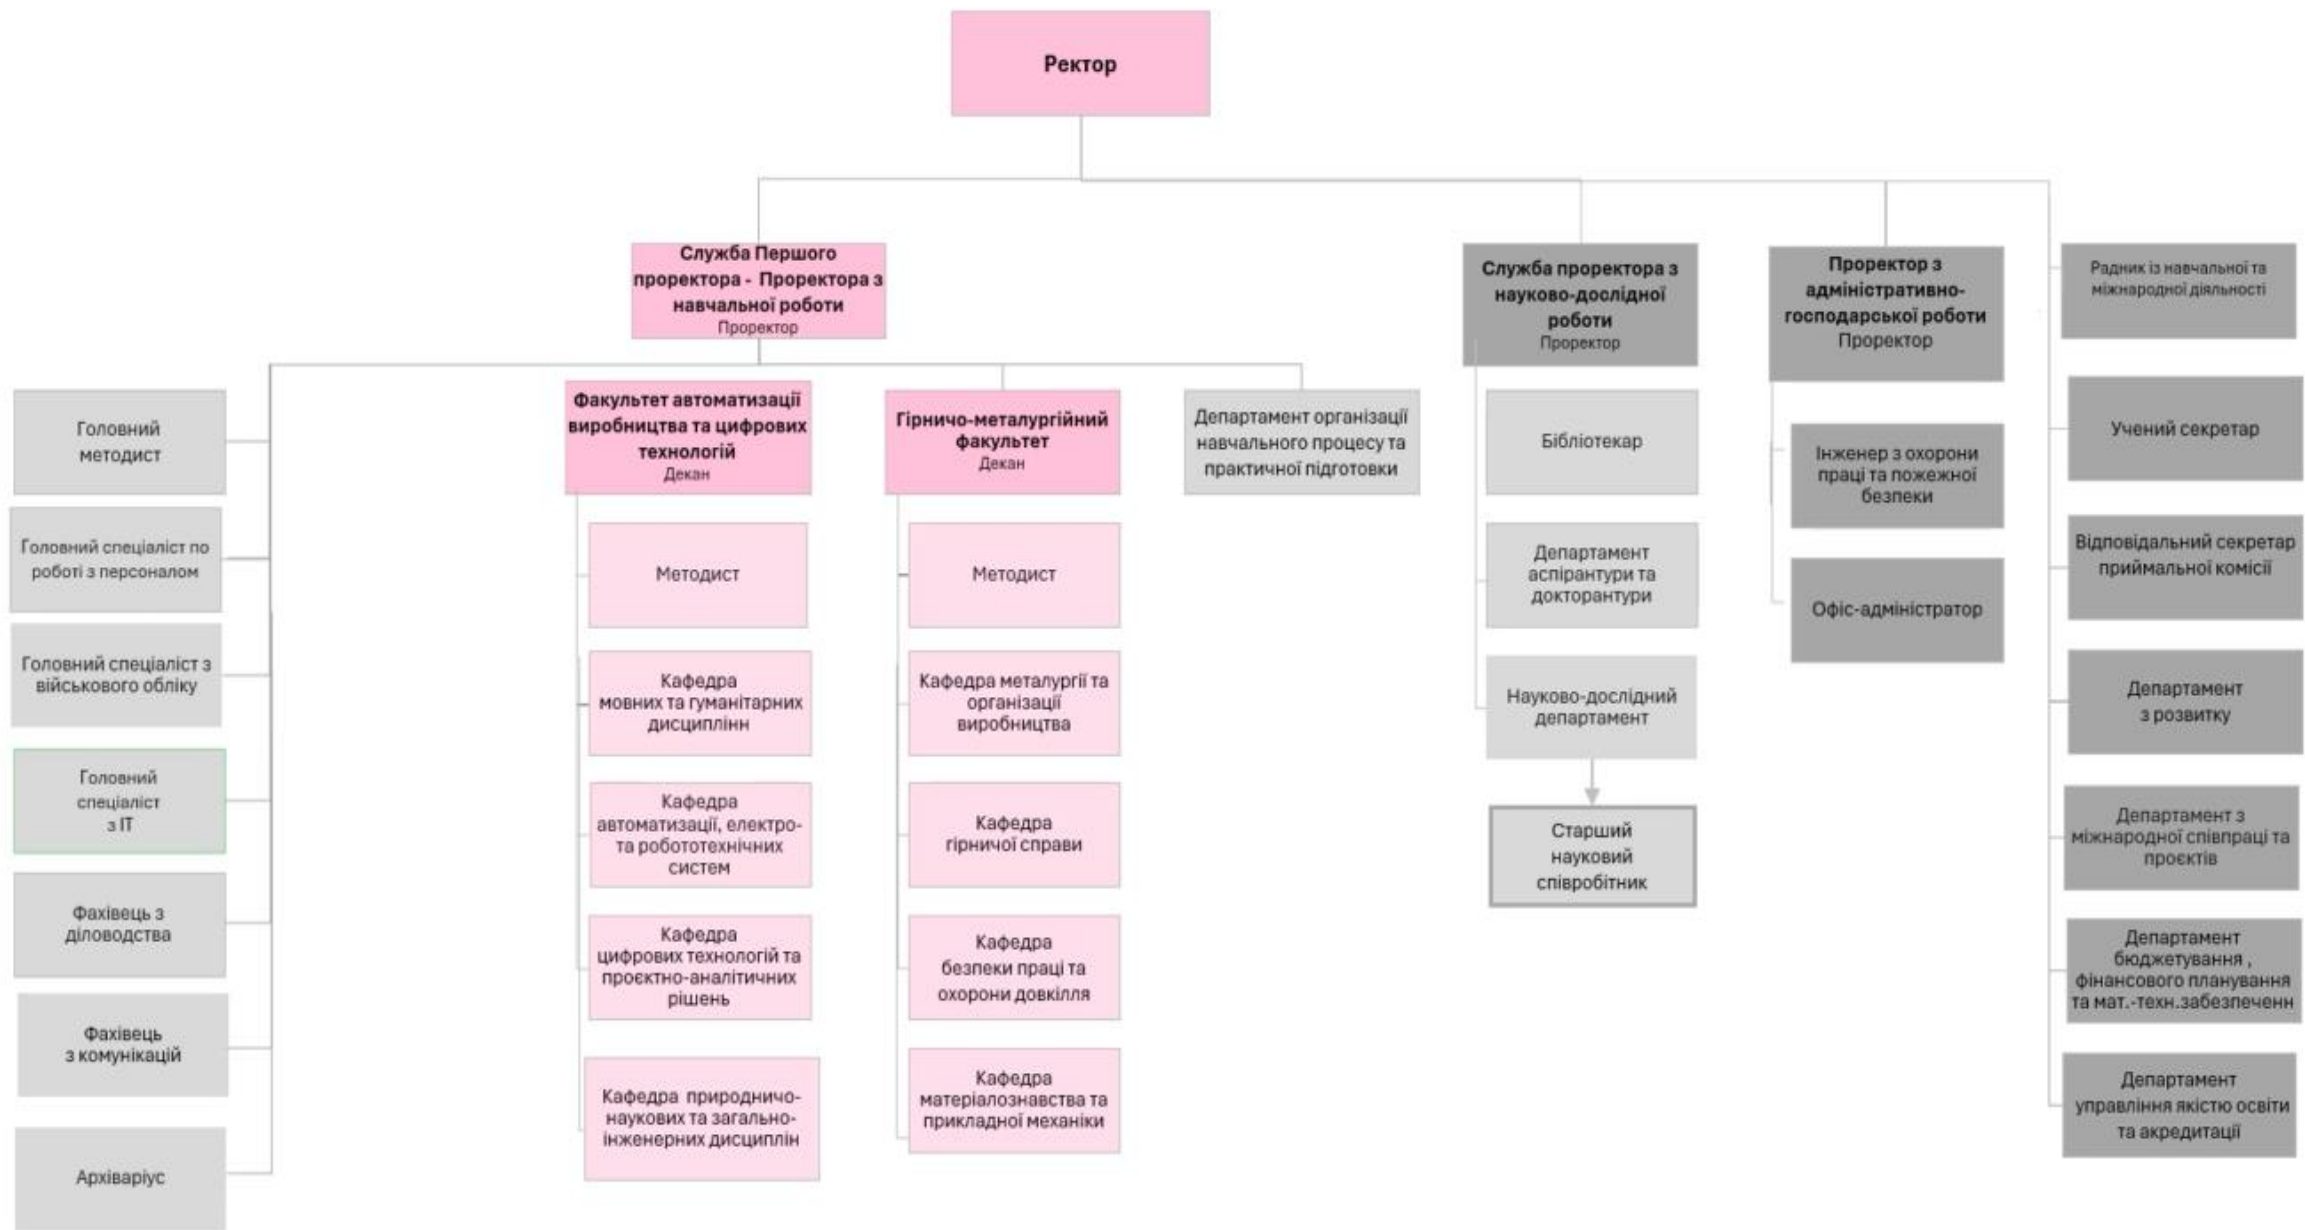 Ректор
Служба Першого
проректора - Проректора з
навчальної роботи
Проректор
Служба проректора з
науково-дослідної
роботи
Проректор
Проректор з
адміністративно-
господарської роботи
Проректор
Радник із навчальної та
міжнародної діяльності
Головний
методист
Головний спеціаліст по
роботі з персоналом
Головний спеціаліст з
військового обліку
Головний
спеціаліст
з ІТ
Фахівець з
діловодства
Фахівець
з комунікацій
Архіваріус
Факультет автоматизації
виробництва та цифрових
технологій
Декан
Методист
Кафедра
мовних та гуманітарних
дисциплінн
Кафедра
автоматизації, електро-
та робототехнічних
систем
Кафедра
цифрових технологій та
проєктно-аналітичних
рішень
Кафедра природничо-
наукових та загально-
інженерних дисциплін
Гірничо-металургійний
факультет
Декан
Методист
Кафедра металургії та
організації
виробництва
Кафедра
гірничої справи
Кафедра
безпеки праці та
охорони довкілля
Кафедра
матеріалознавства та
прикладної механіки
Департамент організації
навчального процесу та
практичної підготовки
Бібліотекар
Департамент
аспірантури та
докторантури
Науково-дослідний
департамент
Старший
науковий
співробітник
Інженер з охорони
праці та пожежної
безпеки
Офіс-адміністратор
Учений секретар
Відповідальний секретар
приймальної комісії
Департамент
з розвитку
Департамент з
міжнародної співпраці та
проєктів
Департамент
бюджетування ,
фінансового планування
та мат.-техн.забезпеченн
Департамент
управління якістю освіти
та акредитації